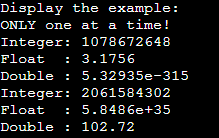 Display the example:
ONLY one at a time!
Integer: 1078672648
Float  : 3.1756
Double : 5.32935e-315
Integer: 2061584302
Float  : 5.8486e+35
Double : 102.72